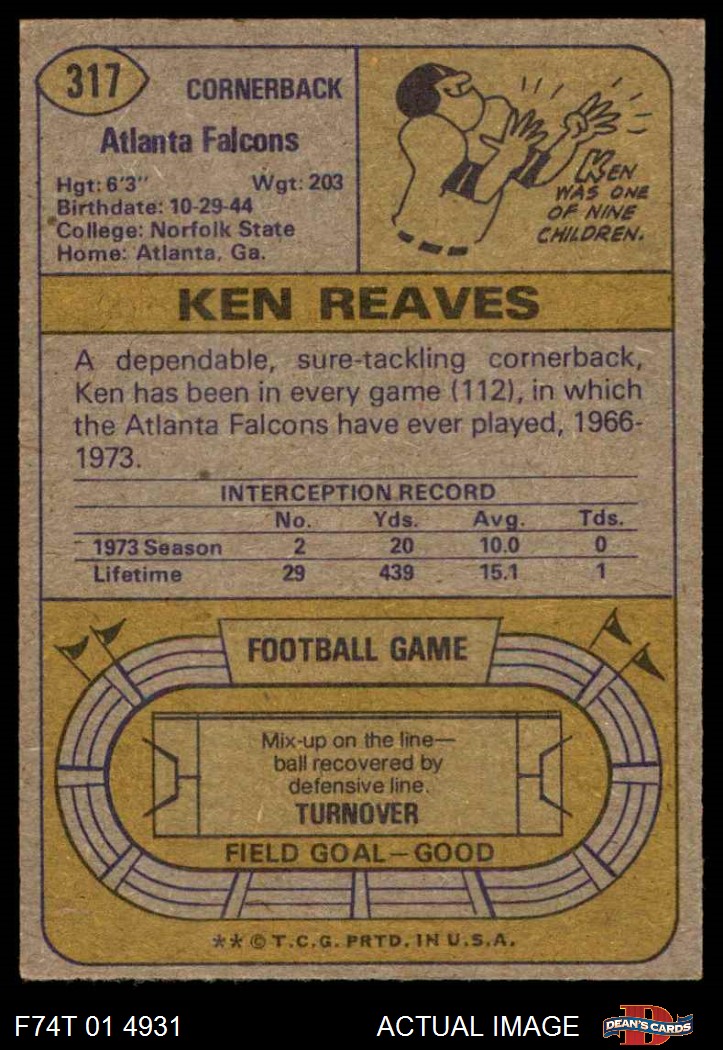 317
CORNERBACK
Atlanta Falcons
Hgt: 6'3" Wgt: 203
Birthdate: 10-29-44
College: Norfolk State
Home: Atlanta, Ga.
KEN
WAS ONE
OF NINE
CHILDREN.
KEN REAVES
A dependable, sure-tackling cornerback,
Ken has been in every game (112), in which
the Atlanta Falcons have ever played, 1966-
1973.
INTERCEPTION RECORD
No. Yds. Avg. Tds.
1973 Season 2 20 10.0 0
Lifetime 29 439 15.1 1
FOOTBALL GAME
Mix-up on the line—
ball recovered by
defensive line.
TURNOVER
FIELD GOAL—GOOD
** © T.C.G. PRTD. IN U.S.A.
F74T 01 4931 ACTUAL IMAGE
D
DEAN'S CARDS